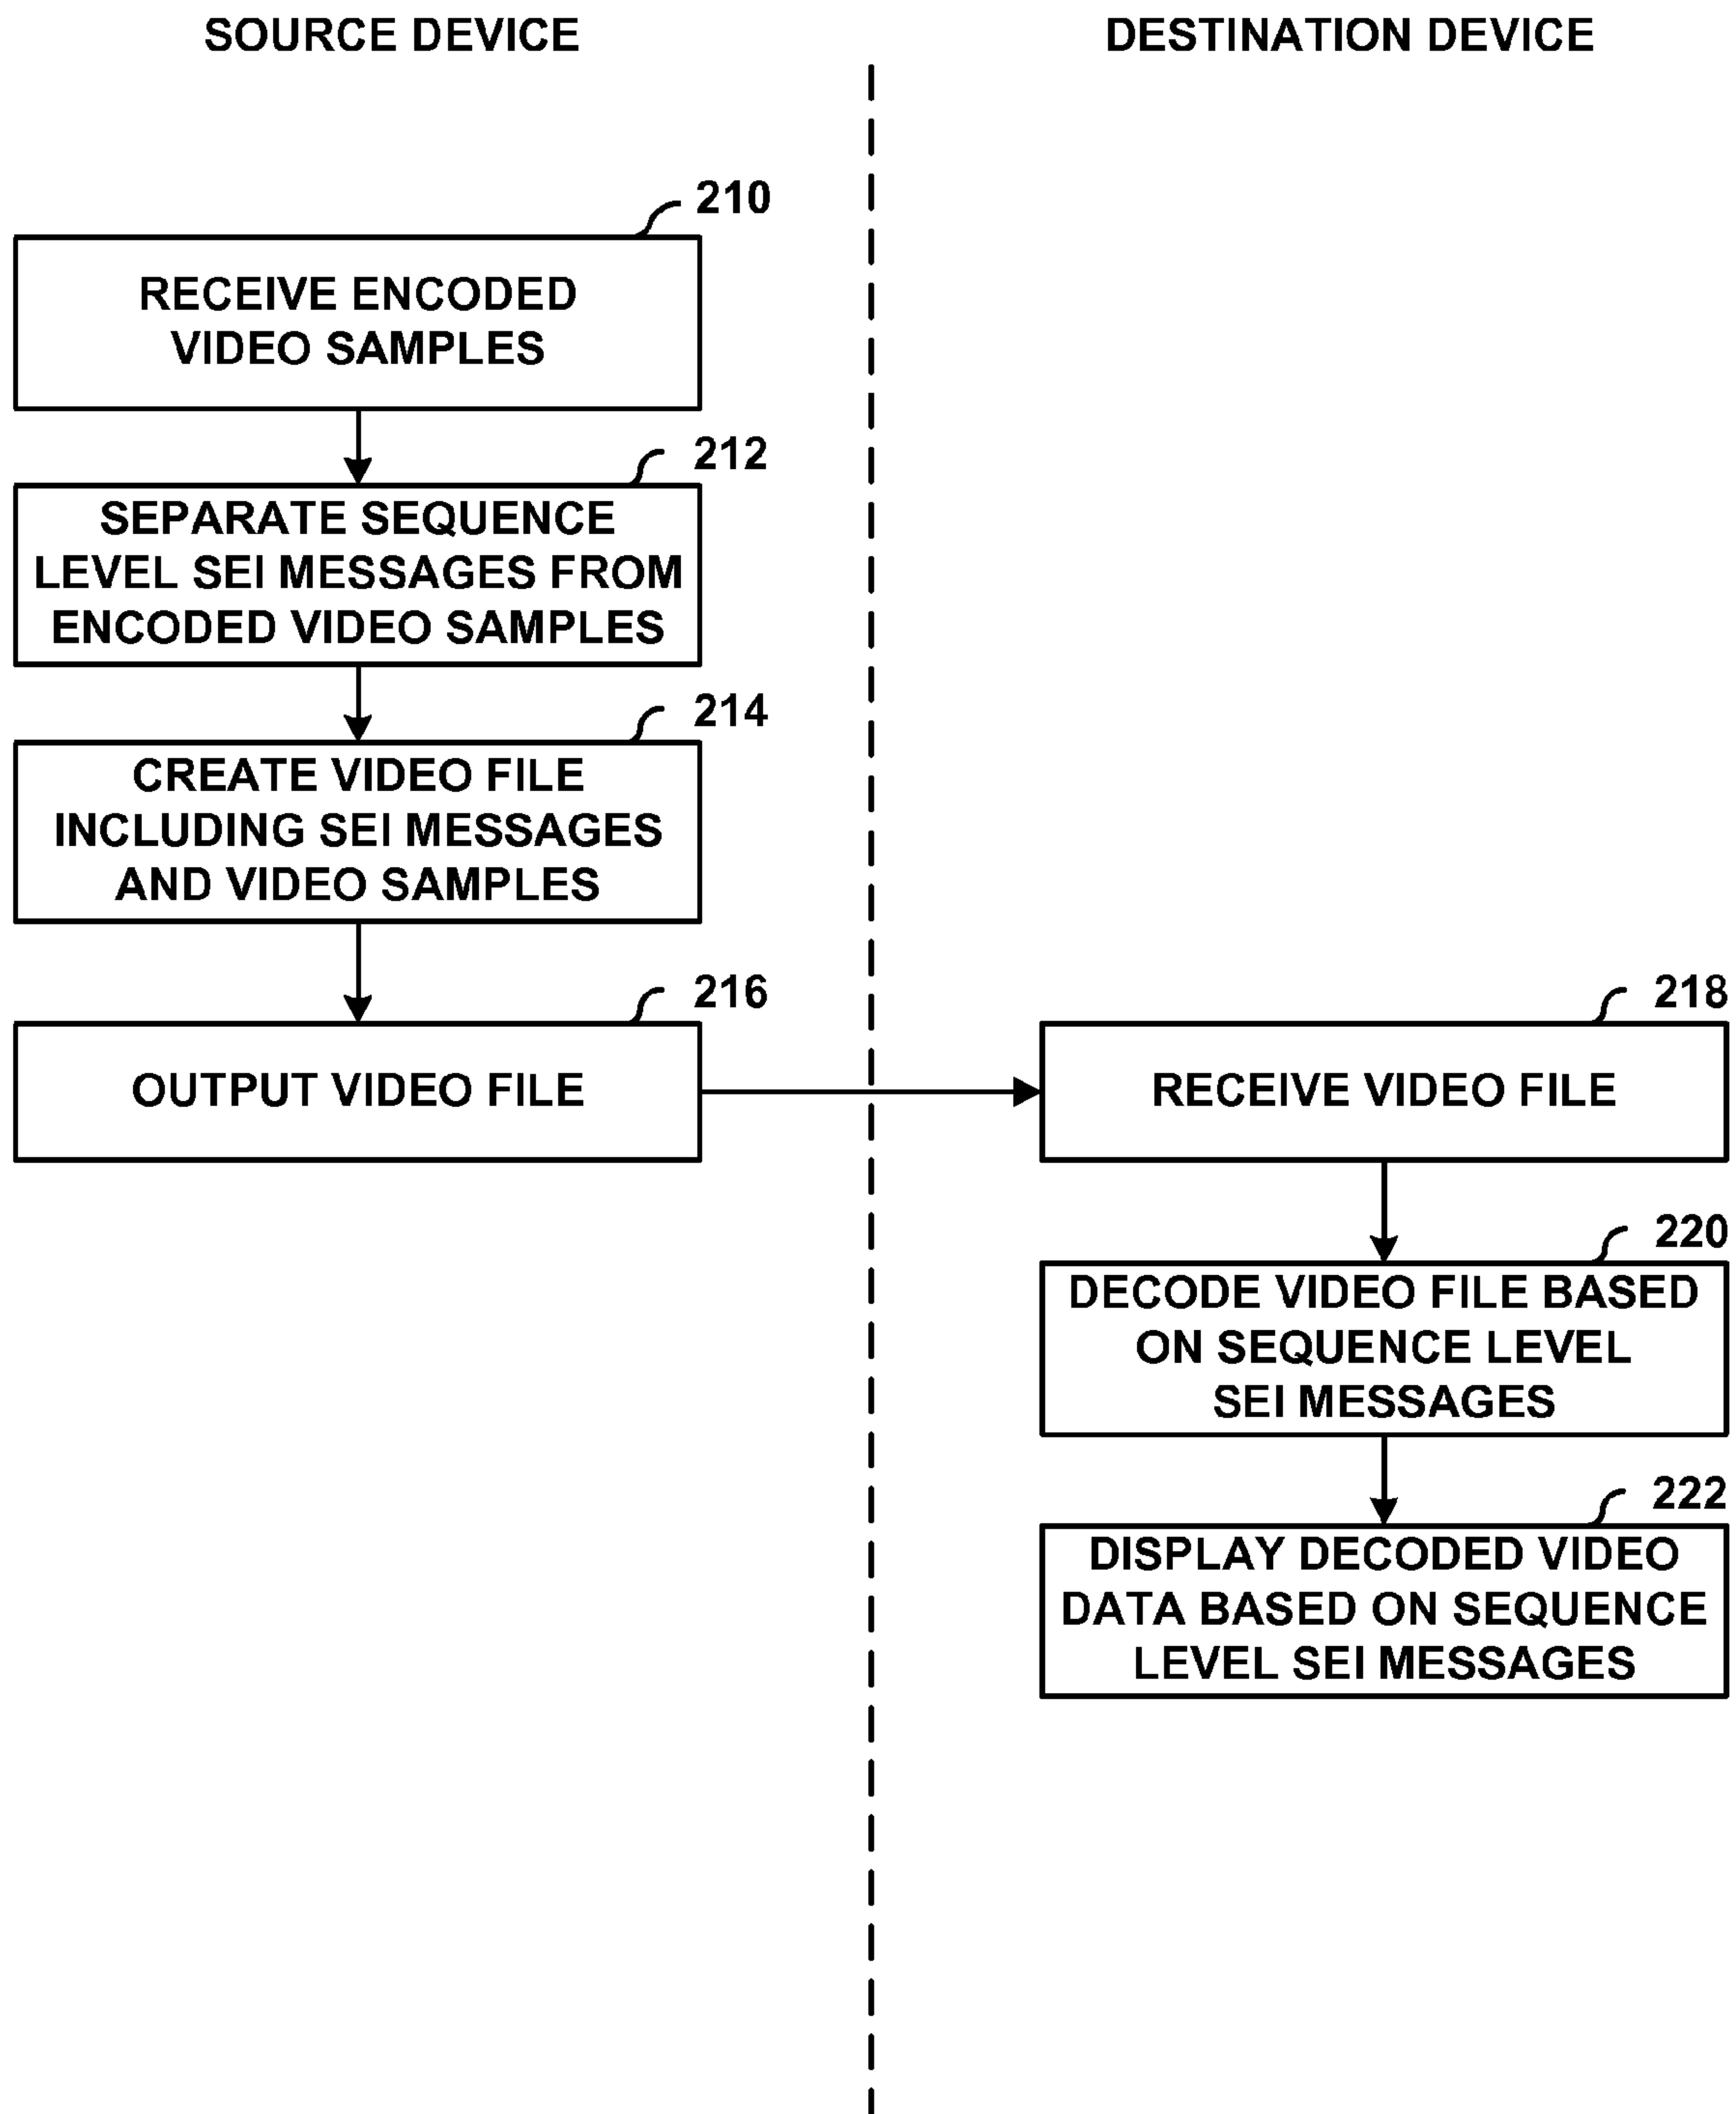 SOURCE DEVICE
DESTINATION DEVICE
210
RECEIVE ENCODED
VIDEO SAMPLES
212
SEPARATE SEQUENCE
LEVEL SEI MESSAGES FROM
ENCODED VIDEO SAMPLES
214
CREATE VIDEO FILE
INCLUDING SEI MESSAGES
AND VIDEO SAMPLES
216
OUTPUT VIDEO FILE
218
RECEIVE VIDEO FILE
220
DECODE VIDEO FILE BASED
ON SEQUENCE LEVEL
SEI MESSAGES
222
DISPLAY DECODED VIDEO
DATA BASED ON SEQUENCE
LEVEL SEI MESSAGES